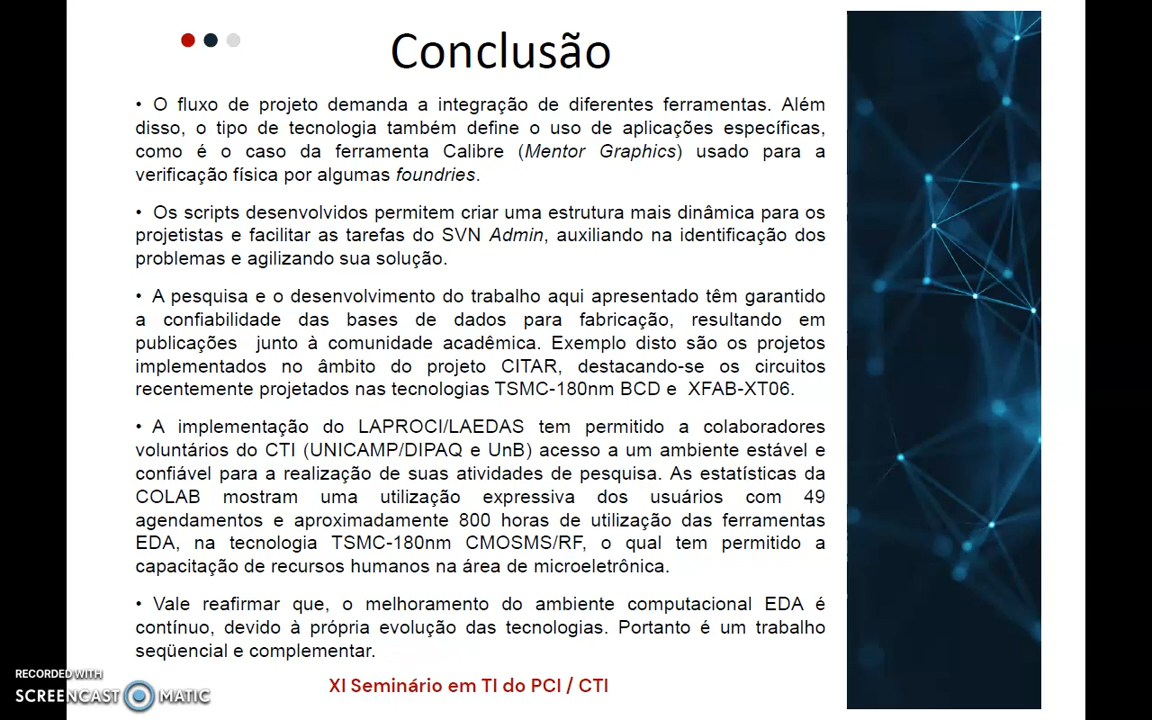 Conclusão
• O fluxo de projeto demanda a integração de diferentes ferramentas. Além
disso, o tipo de tecnologia também define o uso de aplicações específicas,
como é o caso da ferramenta Calibre (Mentor Graphics) usado para a
verificação física por algumas foundries.
• Os scripts desenvolvidos permitem criar uma estrutura mais dinâmica para os
projetistas e facilitar as tarefas do SVN Admin, auxiliando na identificação dos
problemas e agilizando sua solução.
• A pesquisa e o desenvolvimento do trabalho aqui apresentado têm garantido
a confiabilidade das bases de dados para fabricação, resultando em
publicações junto à comunidade acadêmica. Exemplo disto são os projetos
implementados no âmbito do projeto CITAR, destacando-se os circuitos
recentemente projetados nas tecnologias TSMC-180nm BCD e XFAB-XT06.
• A implementação do LAPROCI/LAEDAS tem permitido a colaboradores
voluntários do CTI (UNICAMP/DIPAQ e UnB) acesso a um ambiente estável e
confiável para a realização de suas atividades de pesquisa. As estatísticas da
COLAB mostram uma utilização expressiva dos usuários com 49
agendamentos e aproximadamente 800 horas de utilização das ferramentas
EDA, na tecnologia TSMC-180nm CMOSMS/RF, o qual tem permitido a
capacitação de recursos humanos na área de microeletrônica.
• Vale reafirmar que, o melhoramento do ambiente computacional EDA é
contínuo, devido à própria evolução das tecnologias. Portanto é um trabalho
seqüencial e complementar.
RECORDED WITH
SCREENCAST MATIC
XI Seminário em TI do PCI / CTI